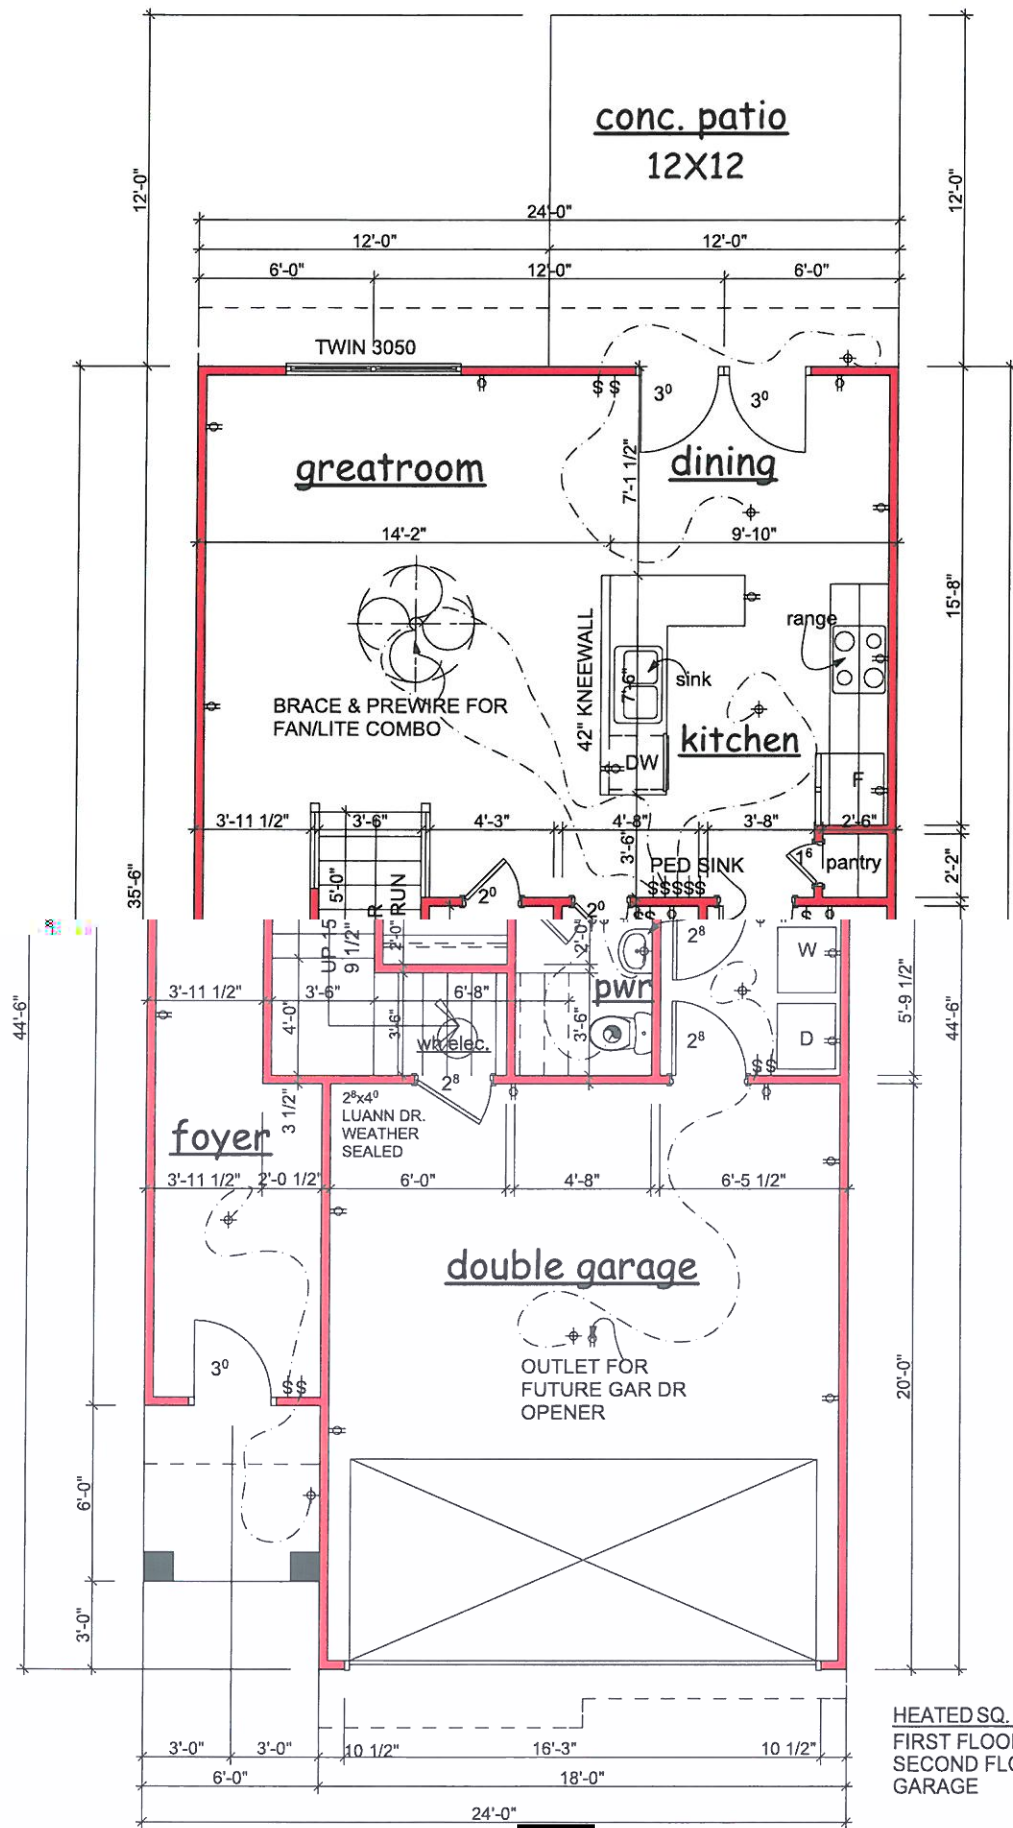 conc. patio
12X12
12'-0"
12'-0"
24'-0"
12'-0"
12'-0"
6'-0"
12'-0"
6'-0"
TWIN 3050
$ $
3⁰
3⁰
greatroom
dining
7'-1 1/2"
14'-2"
9'-10"
15'-8"
42" KNEEWALL
range
sink
7'-6"
BRACE & PREWIRE FOR
FAN/LITE COMBO
kitchen
DW
F
3'-11 1/2"
3'-6"
4'-3"
4'-8"
3'-8"
2'-6"
3'-6"
PED SINK
1⁶
pantry
2'-2"
35'-6"
5'-0"
2⁰
$$$$$
R
RUN
2⁰
UP 15
9 1/2"
2'-0"
2'-0"
2⁸
W
44'-6"
3'-11 1/2"
3'-6"
6'-8"
pwr
5'-9 1/2"
44'-6"
4'-0"
3'-6"
wh elec.
3'-6"
2⁸
D
2⁸
$$
3 1/2"
2⁸x4⁰
LUANN DR.
WEATHER
SEALED
foyer
3'-11 1/2"
2'-0 1/2"
6'-0"
4'-8"
6'-5 1/2"
double garage
3⁰
$$
OUTLET FOR
FUTURE GAR DR
OPENER
20'-0"
6'-0"
3'-0"
HEATED SQ.
FIRST FLOO
SECOND FLO
GARAGE
3'-0"
3'-0"
10 1/2"
16'-3"
10 1/2"
6'-0"
18'-0"
24'-0"